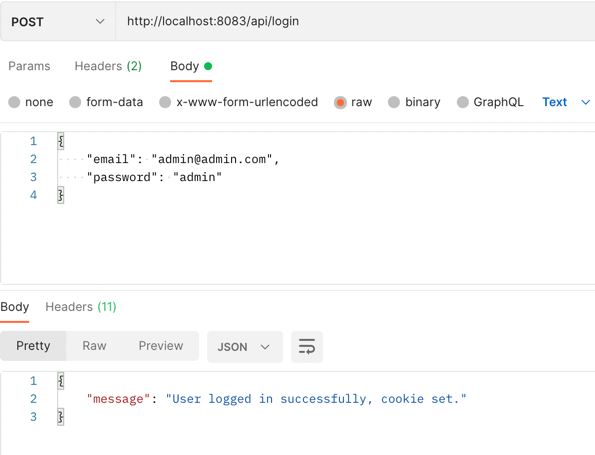 POST http://localhost:8083/api/login
Params Headers (2) Body
none form-data x-www-form-urlencoded raw binary GraphQL Text
1 {
2 "email": "admin@admin.com",
3 "password": "admin"
4 }
Body Headers (11)
Pretty Raw Preview JSON
1 {
2 "message": "User logged in successfully, cookie set."
3 }